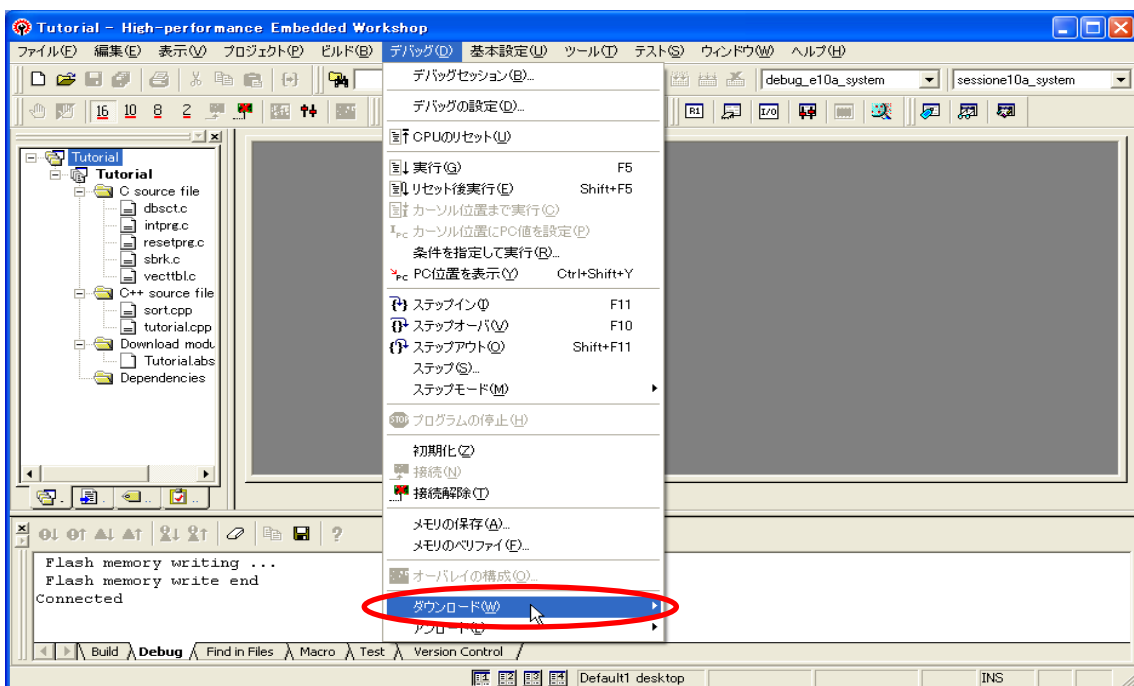 Tutorial - High-performance Embedded Workshop
ファイル(F) 編集(E) 表示(V) プロジェクト(P) ビルド(B) デバッグ(D) 基本設定(U) ツール(T) テスト(S) ウィンドウ(W) ヘルプ(H)
debug_e10a_system sessione10a_system
16 10 8 2
R1 I/O
Tutorial
Tutorial
C source file
dbsct.c
intprg.c
resetprg.c
sbrk.c
vecttbl.c
C++ source file
sort.cpp
tutorial.cpp
Download modu
Tutorial.abs
Dependencies
デバッグセッション(B)...
デバッグの設定(D)...
CPUのリセット(U)
実行(G) F5
リセット後実行(E) Shift+F5
カーソル位置まで実行(C)
カーソル位置にPC値を設定(P)
条件を指定して実行(R)...
PC位置を表示(Y) Ctrl+Shift+Y
ステップイン(I) F11
ステップオーバ(V) F10
ステップアウト(O) Shift+F11
ステップ(S)...
ステップモード(M)
STOP プログラムの停止(H)
初期化(Z)
接続(N)
接続解除(T)
メモリの保存(A)...
メモリのベリファイ(F)...
オーバレイの構成(O)...
ダウンロード(W)
アップロード(L)
Flash memory writing ...
Flash memory write end
Connected
Build Debug Find in Files Macro Test Version Control
Default1 desktop INS